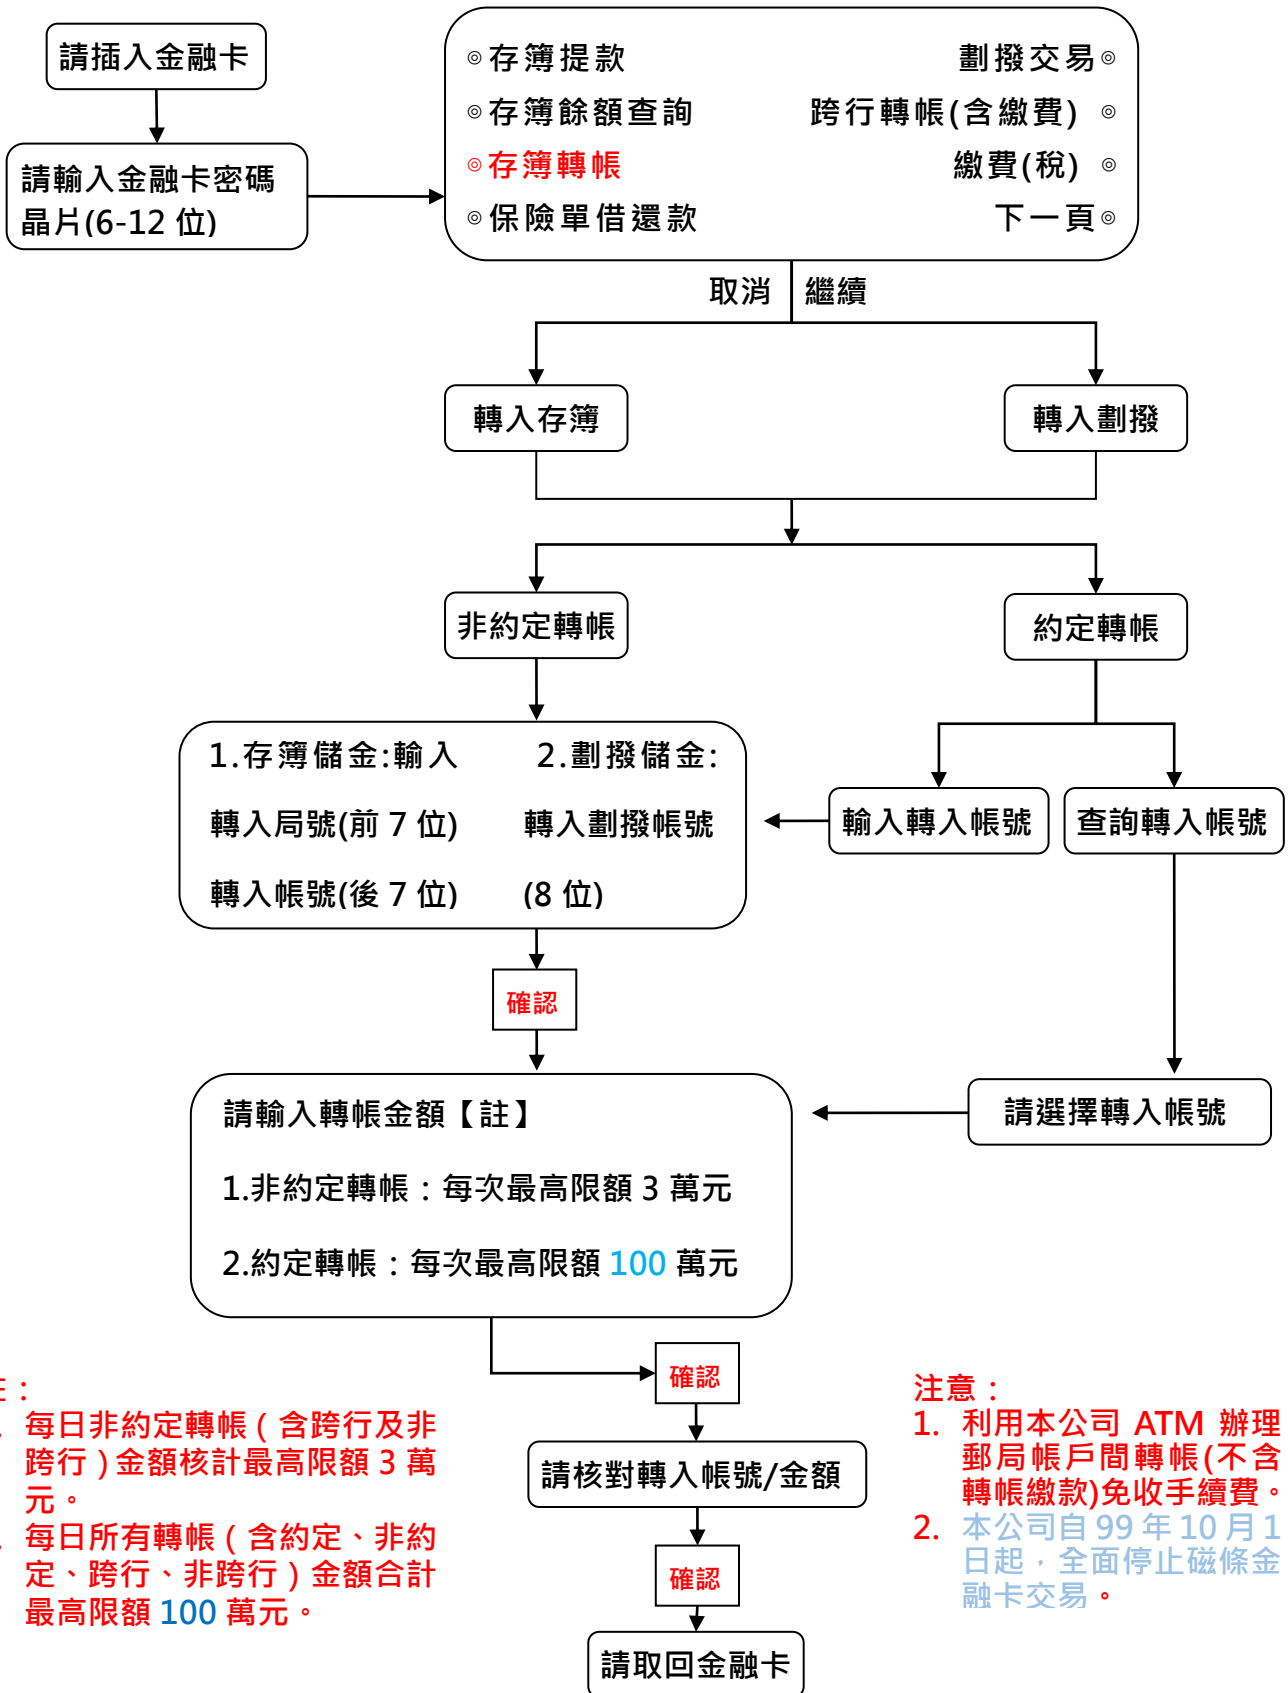 請插入金融卡
請輸入金融卡密碼
晶片(6-12 位)
◎存簿提款 劃撥交易◎
◎存簿餘額查詢 跨行轉帳(含繳費) ◎
◎存簿轉帳 繳費(稅) ◎
◎保險單借還款 下一頁◎
取消 繼續
轉入存簿 轉入劃撥
非約定轉帳 約定轉帳
1.存簿儲金:輸入 2.劃撥儲金:
轉入局號(前 7 位) 轉入劃撥帳號
轉入帳號(後 7 位) (8 位)
輸入轉入帳號 查詢轉入帳號
確認
請輸入轉帳金額【註】
1.非約定轉帳：每次最高限額 3 萬元
2.約定轉帳：每次最高限額 100 萬元
請選擇轉入帳號
確認
請核對轉入帳號/金額
確認
請取回金融卡
：
每日非約定轉帳（含跨行及非
跨行）金額核計最高限額 3 萬
元。
每日所有轉帳（含約定、非約
定、跨行、非跨行）金額合計
最高限額 100 萬元。
注意：
1. 利用本公司 ATM 辦理
郵局帳戶間轉帳(不含
轉帳繳款)免收手續費。
2. 本公司自 99 年 10 月 1
日起，全面停止磁條金
融卡交易。